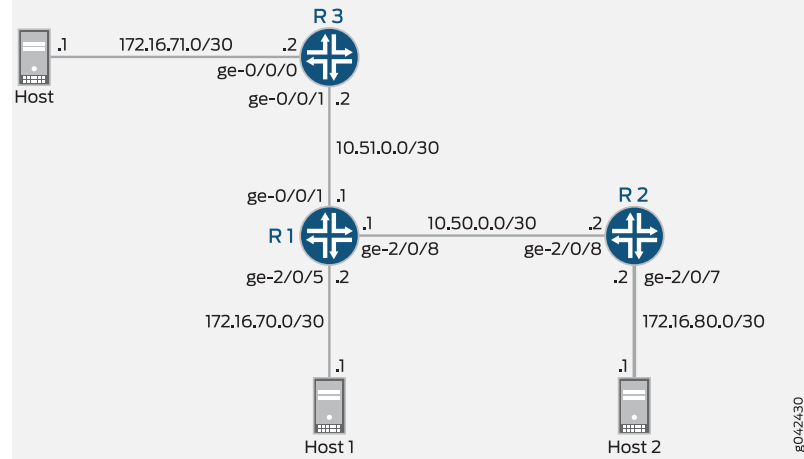 R 3
.1
172.16.71.0/30
.2
ge-0/0/0
Host
ge-0/0/1
.2
10.51.0.0/30
ge-0/0/1
.1
R 1
.1
10.50.0.0/30
.2
R 2
ge-2/0/8
ge-2/0/8
ge-2/0/5
.2
.2
ge-2/0/7
172.16.70.0/30
172.16.80.0/30
.1
.1
Host 1
Host 2
g042430